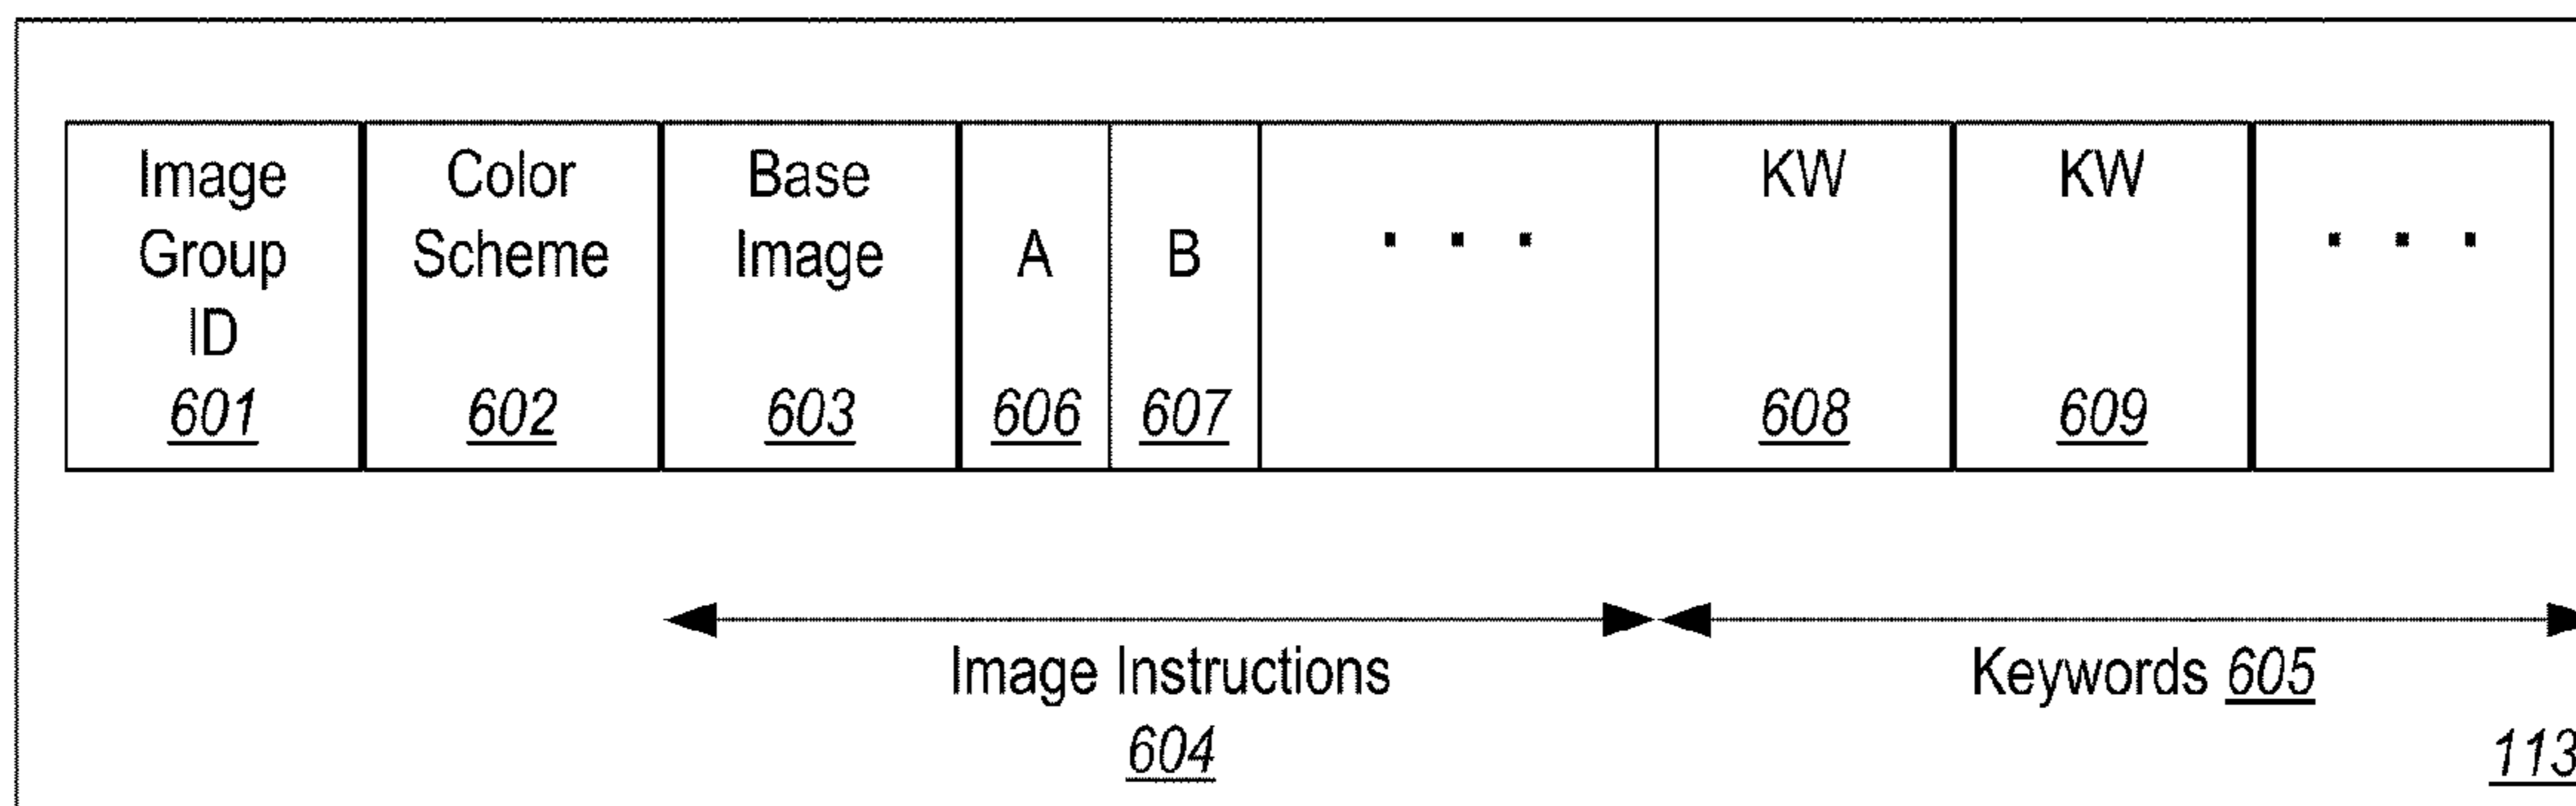 Image
Group
ID
601
Color
Scheme
602
Base
Image
603
A
606
B
607
. . .
KW
608
KW
609
. . .
Image Instructions
604
Keywords 605
113